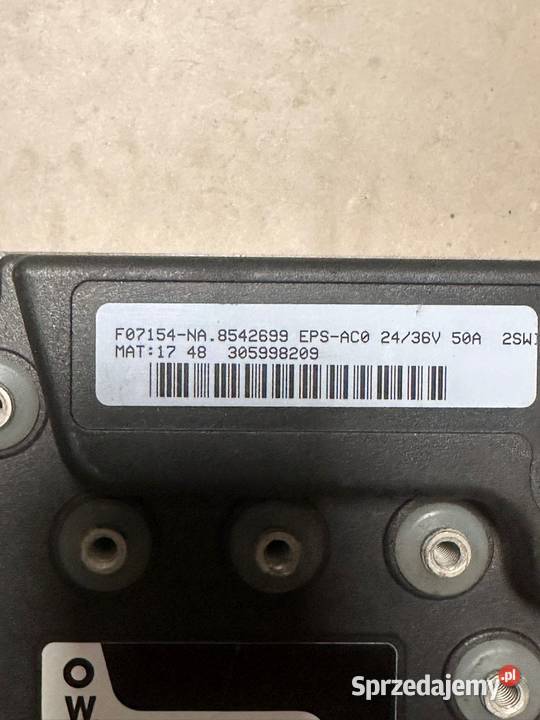 F07154-NA.8542699 EPS-AC0 24/36V 50A 2SW
MAT:17 48 305998209
O
W
Sprzedajemy.pl